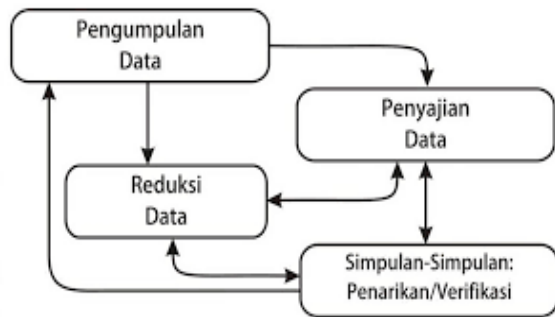 Pengumpulan
Data
Penyajian
Data
Reduksi
Data
Simpulan-Simpulan:
Penarikan/Verifikasi